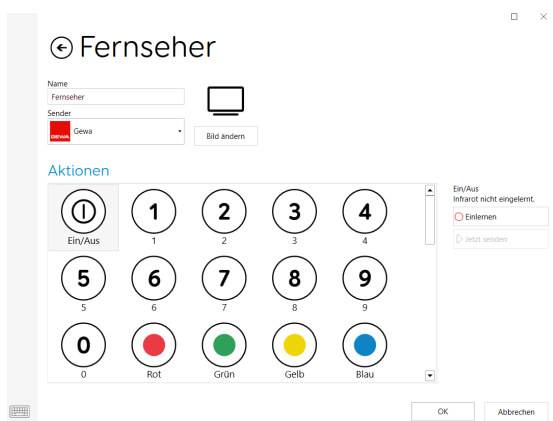 Fernseher
Name
Fernseher
Sender
GEWA Gewa
Bild ändern
Aktionen
Ein/Aus
Infrarot nicht eingelernt.
Einlernen
Jetzt senden
1 2 3 4
Ein/Aus 1 2 3 4
5 6 7 8 9
5 6 7 8 9
0
0 Rot Grün Gelb Blau
OK Abbrechen